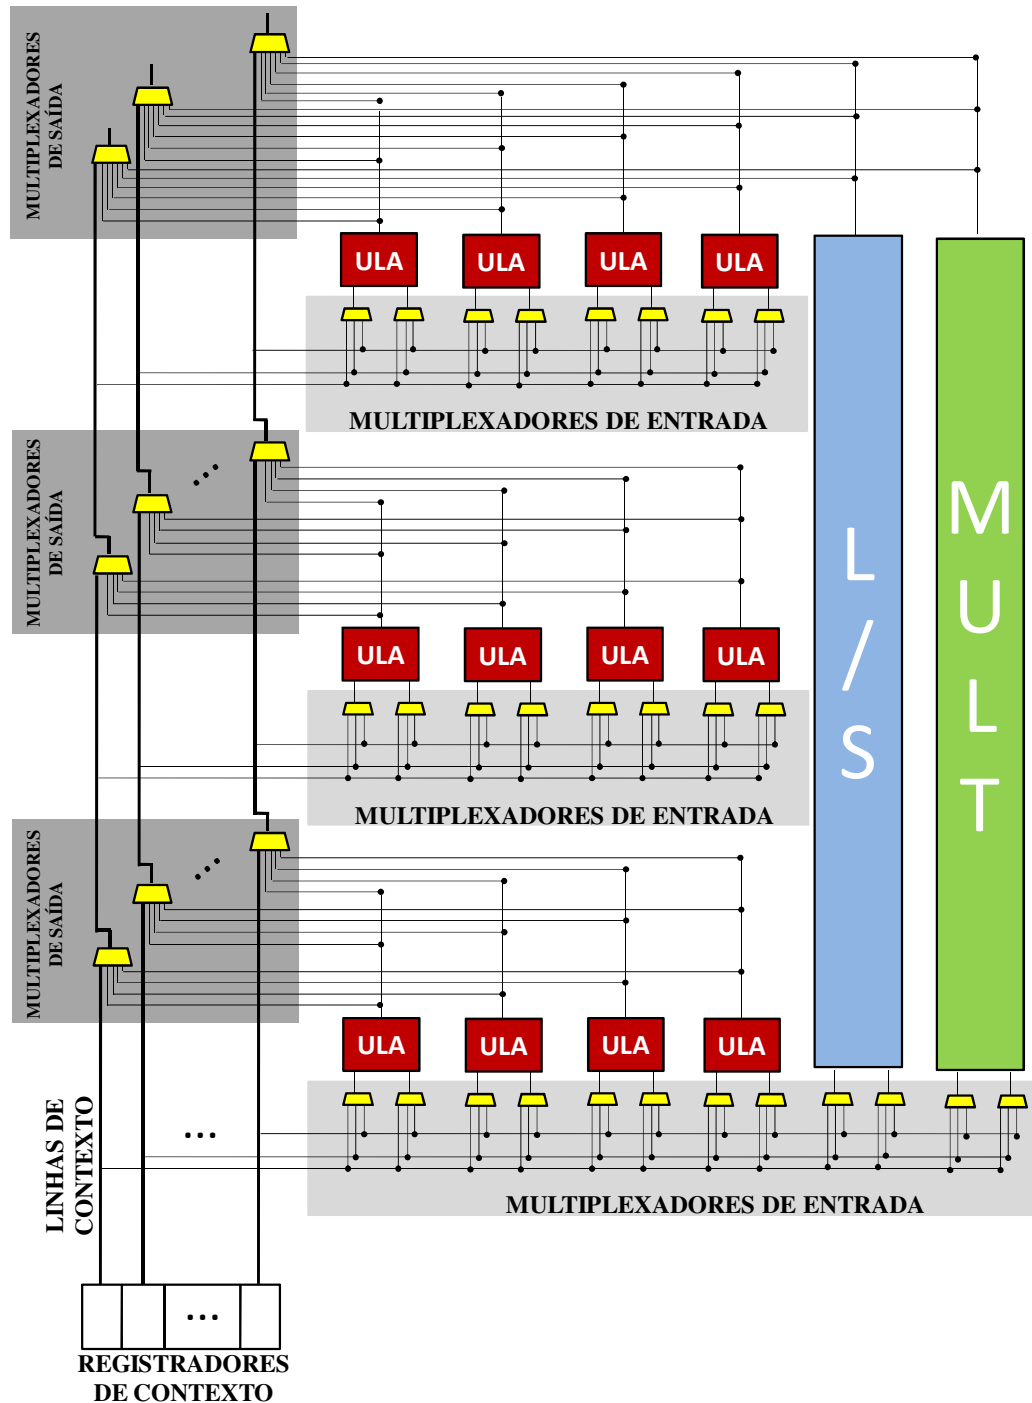 MULTIPLEXADORES
DE SAÍDA
ULA
ULA
ULA
ULA
MULTIPLEXADORES DE ENTRADA
MULTIPLEXADORES
DE SAÍDA
...
ULA
ULA
ULA
ULA
MULTIPLEXADORES DE ENTRADA
L/S
MULT
MULTIPLEXADORES
DE SAÍDA
...
ULA
ULA
ULA
ULA
MULTIPLEXADORES DE ENTRADA
LINHAS DE
CONTEXTO
...
...
REGISTRADORES
DE CONTEXTO